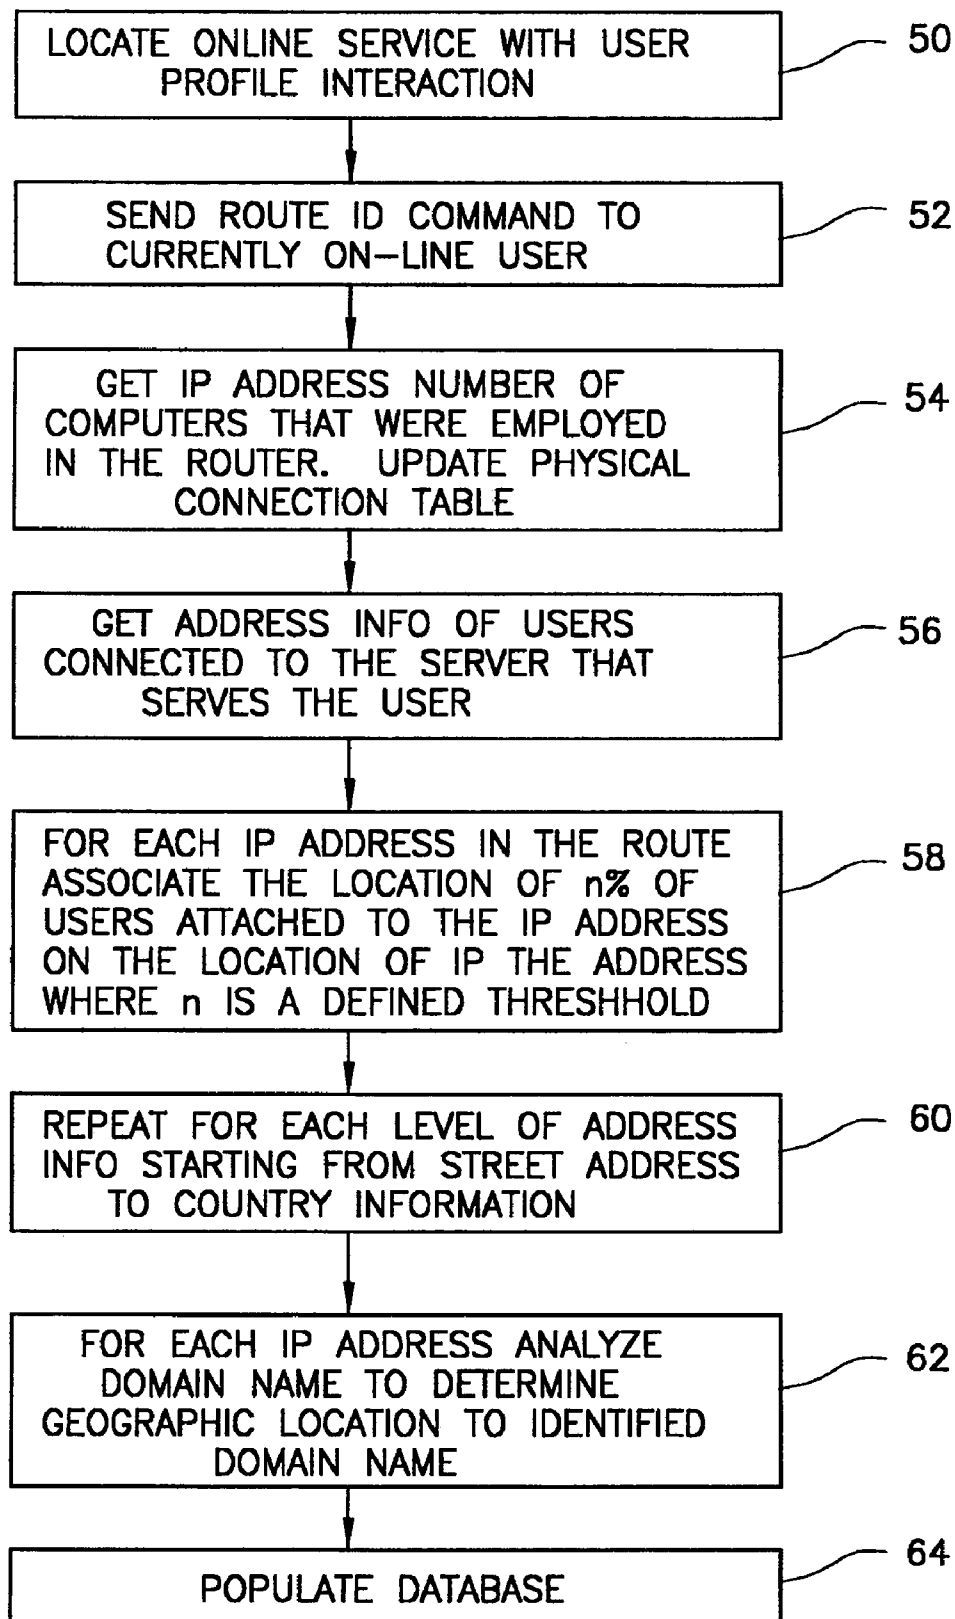 LOCATE ONLINE SERVICE WITH USER
PROFILE INTERACTION
50
SEND ROUTE ID COMMAND TO
CURRENTLY ON-LINE USER
52
GET IP ADDRESS NUMBER OF
COMPUTERS THAT WERE EMPLOYED
IN THE ROUTER. UPDATE PHYSICAL
CONNECTION TABLE
54
GET ADDRESS INFO OF USERS
CONNECTED TO THE SERVER THAT
SERVES THE USER
56
FOR EACH IP ADDRESS IN THE ROUTE
ASSOCIATE THE LOCATION OF n% OF
USERS ATTACHED TO THE IP ADDRESS
ON THE LOCATION OF IP THE ADDRESS
WHERE n IS A DEFINED THRESHHOLD
58
REPEAT FOR EACH LEVEL OF ADDRESS
INFO STARTING FROM STREET ADDRESS
TO COUNTRY INFORMATION
60
FOR EACH IP ADDRESS ANALYZE
DOMAIN NAME TO DETERMINE
GEOGRAPHIC LOCATION TO IDENTIFIED
DOMAIN NAME
62
POPULATE DATABASE
64